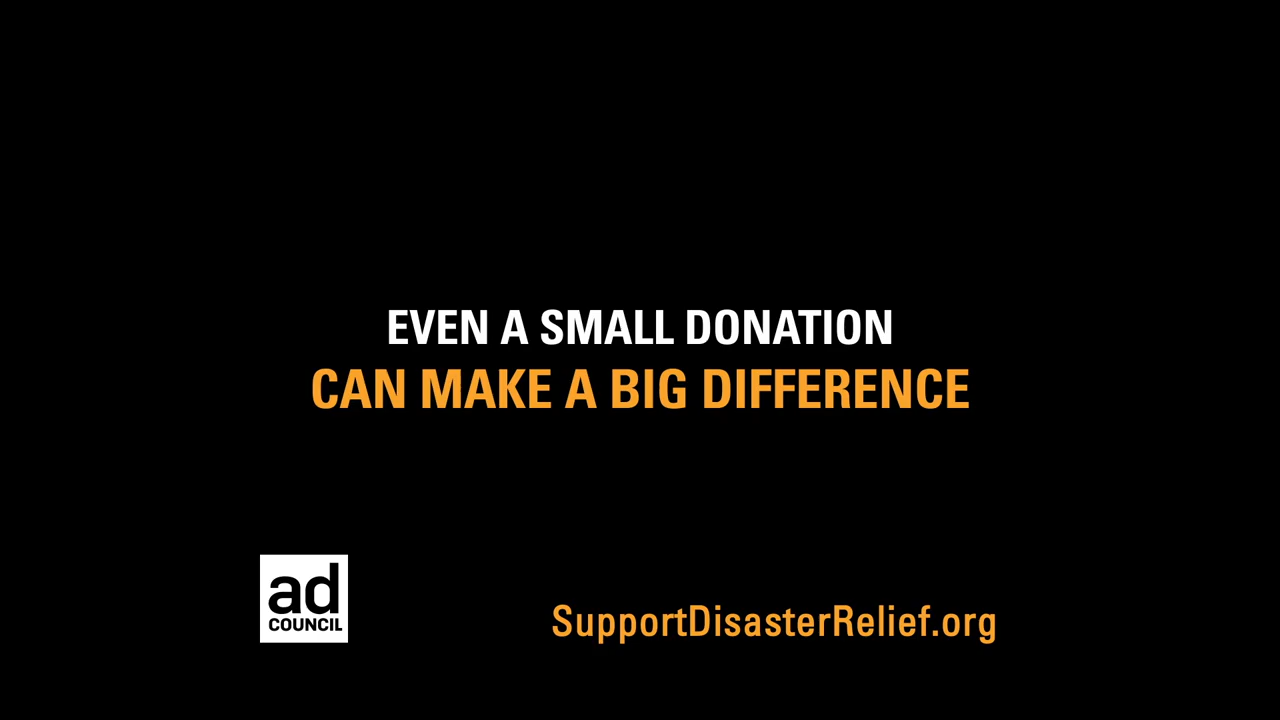 EVEN A SMALL DONATION
CAN MAKE A BIG DIFFERENCE
ad
COUNCIL
SupportDisasterRelief.org